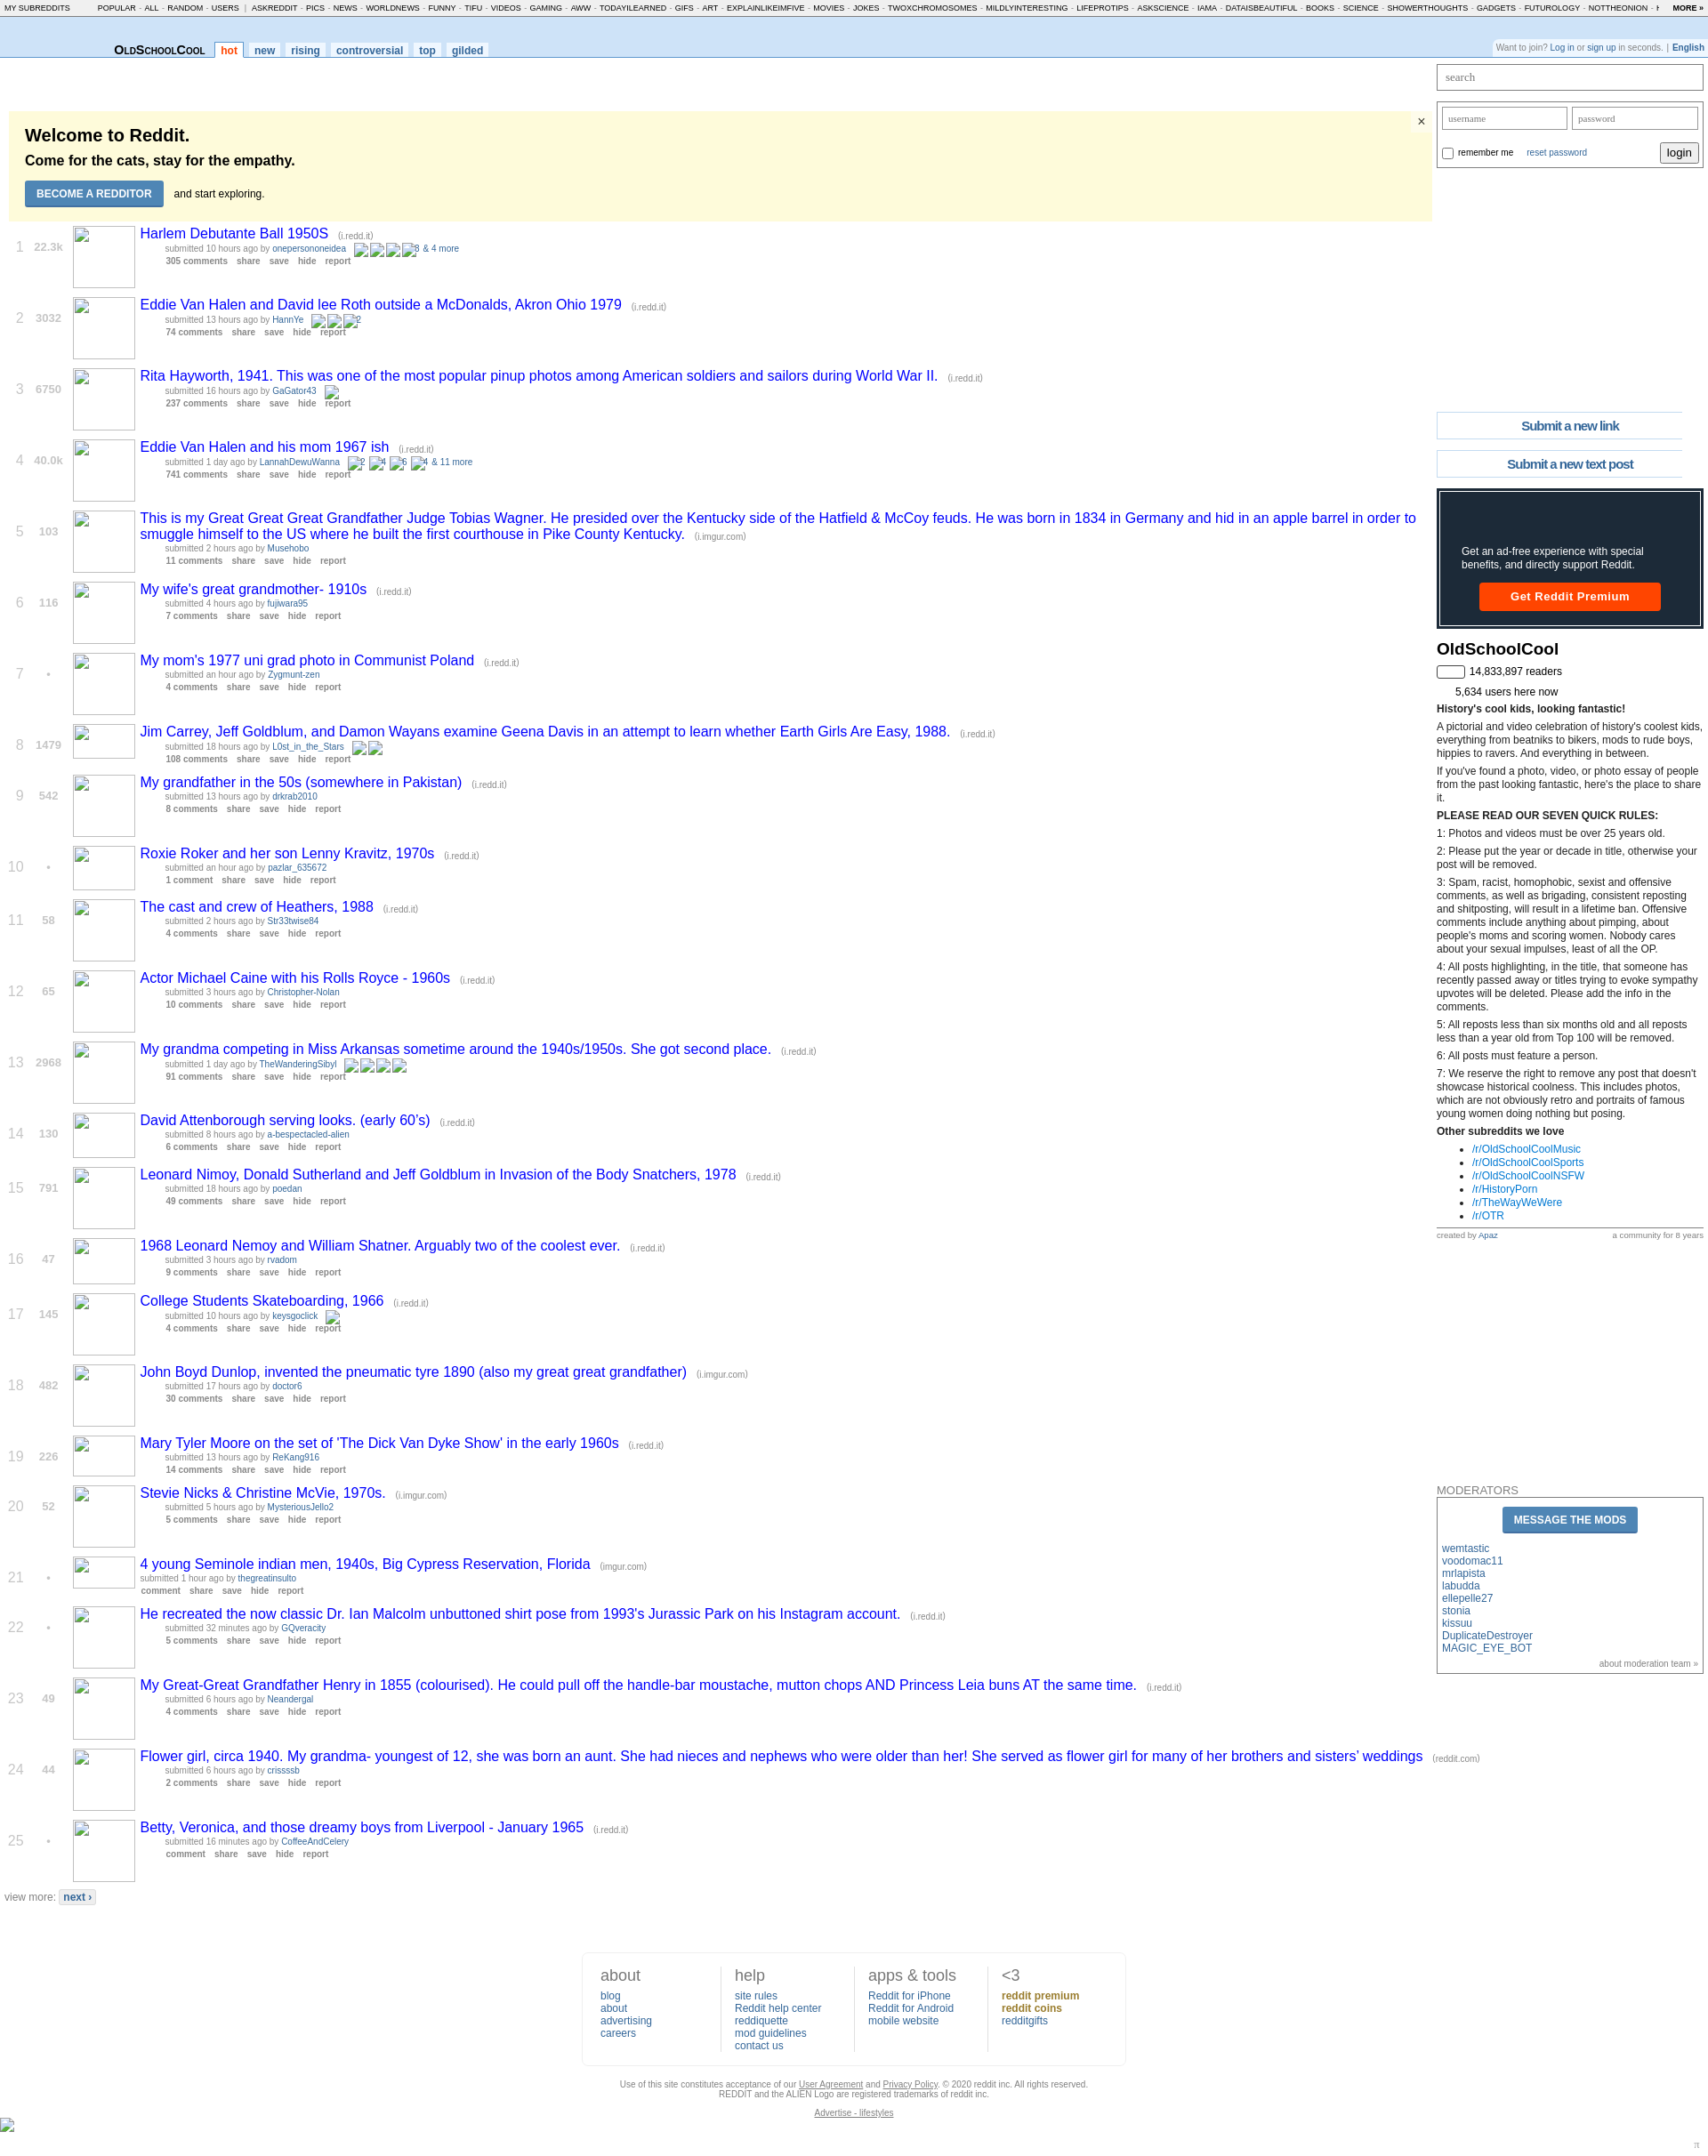 MY SUBREDDITS POPULAR - ALL - RANDOM - USERS | ASKREDDIT - PICS - NEWS - WORLDNEWS - FUNNY - TIFU - VIDEOS - GAMING - AWW - TODAYILEARNED - GIFS - ART - EXPLAINLIKEIMFIVE - MOVIES - JOKES - TWOXCHROMOSOMES - MILDLYINTERESTING - LIFEPROTIPS - ASKSCIENCE - IAMA - DATAISBEAUTIFUL - BOOKS - SCIENCE - SHOWERTHOUGHTS - GADGETS - FUTUROLOGY - NOTTHEONION - MORE »
OLDSCHOOLCOOL hot new rising controversial top gilded
Want to join? Log in or sign up in seconds. | English
search
username password
remember me reset password login
Welcome to Reddit. ×
Come for the cats, stay for the empathy.
BECOME A REDDITOR and start exploring.
1 22.3k Harlem Debutante Ball 1950S (i.redd.it)
submitted 10 hours ago by onepersononeidea 3 & 4 more
305 comments share save hide report
2 3032 Eddie Van Halen and David lee Roth outside a McDonalds, Akron Ohio 1979 (i.redd.it)
submitted 13 hours ago by HannYe 2
74 comments share save hide report
3 6750 Rita Hayworth, 1941. This was one of the most popular pinup photos among American soldiers and sailors during World War II. (i.redd.it)
submitted 16 hours ago by GaGator43
237 comments share save hide report
4 40.0k Eddie Van Halen and his mom 1967 ish (i.redd.it)
submitted 1 day ago by LannahDewuWanna 2 4 6 4 & 11 more
741 comments share save hide report
5 103 This is my Great Great Great Grandfather Judge Tobias Wagner. He presided over the Kentucky side of the Hatfield & McCoy feuds. He was born in 1834 in Germany and hid in an apple barrel in order to
smuggle himself to the US where he built the first courthouse in Pike County Kentucky. (i.imgur.com)
submitted 2 hours ago by Musehobo
11 comments share save hide report
6 116 My wife's great grandmother- 1910s (i.redd.it)
submitted 4 hours ago by fujiwara95
7 comments share save hide report
7 • My mom's 1977 uni grad photo in Communist Poland (i.redd.it)
submitted an hour ago by Zygmunt-zen
4 comments share save hide report
8 1479 Jim Carrey, Jeff Goldblum, and Damon Wayans examine Geena Davis in an attempt to learn whether Earth Girls Are Easy, 1988. (i.redd.it)
submitted 18 hours ago by L0st_in_the_Stars
108 comments share save hide report
9 542 My grandfather in the 50s (somewhere in Pakistan) (i.redd.it)
submitted 13 hours ago by drkrab2010
8 comments share save hide report
10 • Roxie Roker and her son Lenny Kravitz, 1970s (i.redd.it)
submitted an hour ago by pazlar_635672
1 comment share save hide report
11 58 The cast and crew of Heathers, 1988 (i.redd.it)
submitted 2 hours ago by Str33twise84
4 comments share save hide report
12 65 Actor Michael Caine with his Rolls Royce - 1960s (i.redd.it)
submitted 3 hours ago by Christopher-Nolan
10 comments share save hide report
13 2968 My grandma competing in Miss Arkansas sometime around the 1940s/1950s. She got second place. (i.redd.it)
submitted 1 day ago by TheWanderingSibyl
91 comments share save hide report
14 130 David Attenborough serving looks. (early 60's) (i.redd.it)
submitted 8 hours ago by a-bespectacled-alien
6 comments share save hide report
15 791 Leonard Nimoy, Donald Sutherland and Jeff Goldblum in Invasion of the Body Snatchers, 1978 (i.redd.it)
submitted 18 hours ago by poedan
49 comments share save hide report
16 47 1968 Leonard Nemoy and William Shatner. Arguably two of the coolest ever. (i.redd.it)
submitted 3 hours ago by rvadom
9 comments share save hide report
17 145 College Students Skateboarding, 1966 (i.redd.it)
submitted 10 hours ago by keysgoclick
4 comments share save hide report
18 482 John Boyd Dunlop, invented the pneumatic tyre 1890 (also my great great grandfather) (i.imgur.com)
submitted 17 hours ago by doctor6
30 comments share save hide report
19 226 Mary Tyler Moore on the set of 'The Dick Van Dyke Show' in the early 1960s (i.redd.it)
submitted 13 hours ago by ReKang916
14 comments share save hide report
20 52 Stevie Nicks & Christine McVie, 1970s. (i.imgur.com)
submitted 5 hours ago by MysteriousJello2
5 comments share save hide report
21 • 4 young Seminole indian men, 1940s, Big Cypress Reservation, Florida (imgur.com)
submitted 1 hour ago by thegreatinsulto
comment share save hide report
22 • He recreated the now classic Dr. Ian Malcolm unbuttoned shirt pose from 1993's Jurassic Park on his Instagram account. (i.redd.it)
submitted 32 minutes ago by GQveracity
5 comments share save hide report
23 49 My Great-Great Grandfather Henry in 1855 (colourised). He could pull off the handle-bar moustache, mutton chops AND Princess Leia buns AT the same time. (i.redd.it)
submitted 6 hours ago by Neandergal
4 comments share save hide report
24 44 Flower girl, circa 1940. My grandma- youngest of 12, she was born an aunt. She had nieces and nephews who were older than her! She served as flower girl for many of her brothers and sisters' weddings (reddit.com)
submitted 6 hours ago by crissssb
2 comments share save hide report
25 • Betty, Veronica, and those dreamy boys from Liverpool - January 1965 (i.redd.it)
submitted 16 minutes ago by CoffeeAndCelery
comment share save hide report
view more: next ›
Submit a new link
Submit a new text post
Get an ad-free experience with special
benefits, and directly support Reddit.
Get Reddit Premium
OldSchoolCool
14,833,897 readers
5,634 users here now
History's cool kids, looking fantastic!
A pictorial and video celebration of history's coolest kids,
everything from beatniks to bikers, mods to rude boys,
hippies to ravers. And everything in between.
If you've found a photo, video, or photo essay of people
from the past looking fantastic, here's the place to share
it.
PLEASE READ OUR SEVEN QUICK RULES:
1: Photos and videos must be over 25 years old.
2: Please put the year or decade in title, otherwise your
post will be removed.
3: Spam, racist, homophobic, sexist and offensive
comments, as well as brigading, consistent reposting
and shitposting, will result in a lifetime ban. Offensive
comments include anything about pimping, about
people's moms and scoring women. Nobody cares
about your sexual impulses, least of all the OP.
4: All posts highlighting, in the title, that someone has
recently passed away or titles trying to evoke sympathy
upvotes will be deleted. Please add the info in the
comments.
5: All reposts less than six months old and all reposts
less than a year old from Top 100 will be removed.
6: All posts must feature a person.
7: We reserve the right to remove any post that doesn't
showcase historical coolness. This includes photos,
which are not obviously retro and portraits of famous
young women doing nothing but posing.
Other subreddits we love
• /r/OldSchoolCoolMusic
• /r/OldSchoolCoolSports
• /r/OldSchoolCoolNSFW
• /r/HistoryPorn
• /r/TheWayWeWere
• /r/OTR
created by Apaz a community for 8 years
MODERATORS
MESSAGE THE MODS
wemtastic
voodomac11
mrlapista
labudda
ellepelle27
stonia
kissuu
DuplicateDestroyer
MAGIC_EYE_BOT
about moderation team »
about
blog
about
advertising
careers
help
site rules
Reddit help center
reddiquette
mod guidelines
contact us
apps & tools
Reddit for iPhone
Reddit for Android
mobile website
<3
reddit premium
reddit coins
redditgifts
Use of this site constitutes acceptance of our User Agreement and Privacy Policy. © 2020 reddit inc. All rights reserved.
REDDIT and the ALIEN Logo are registered trademarks of reddit inc.
Advertise - lifestyles
π